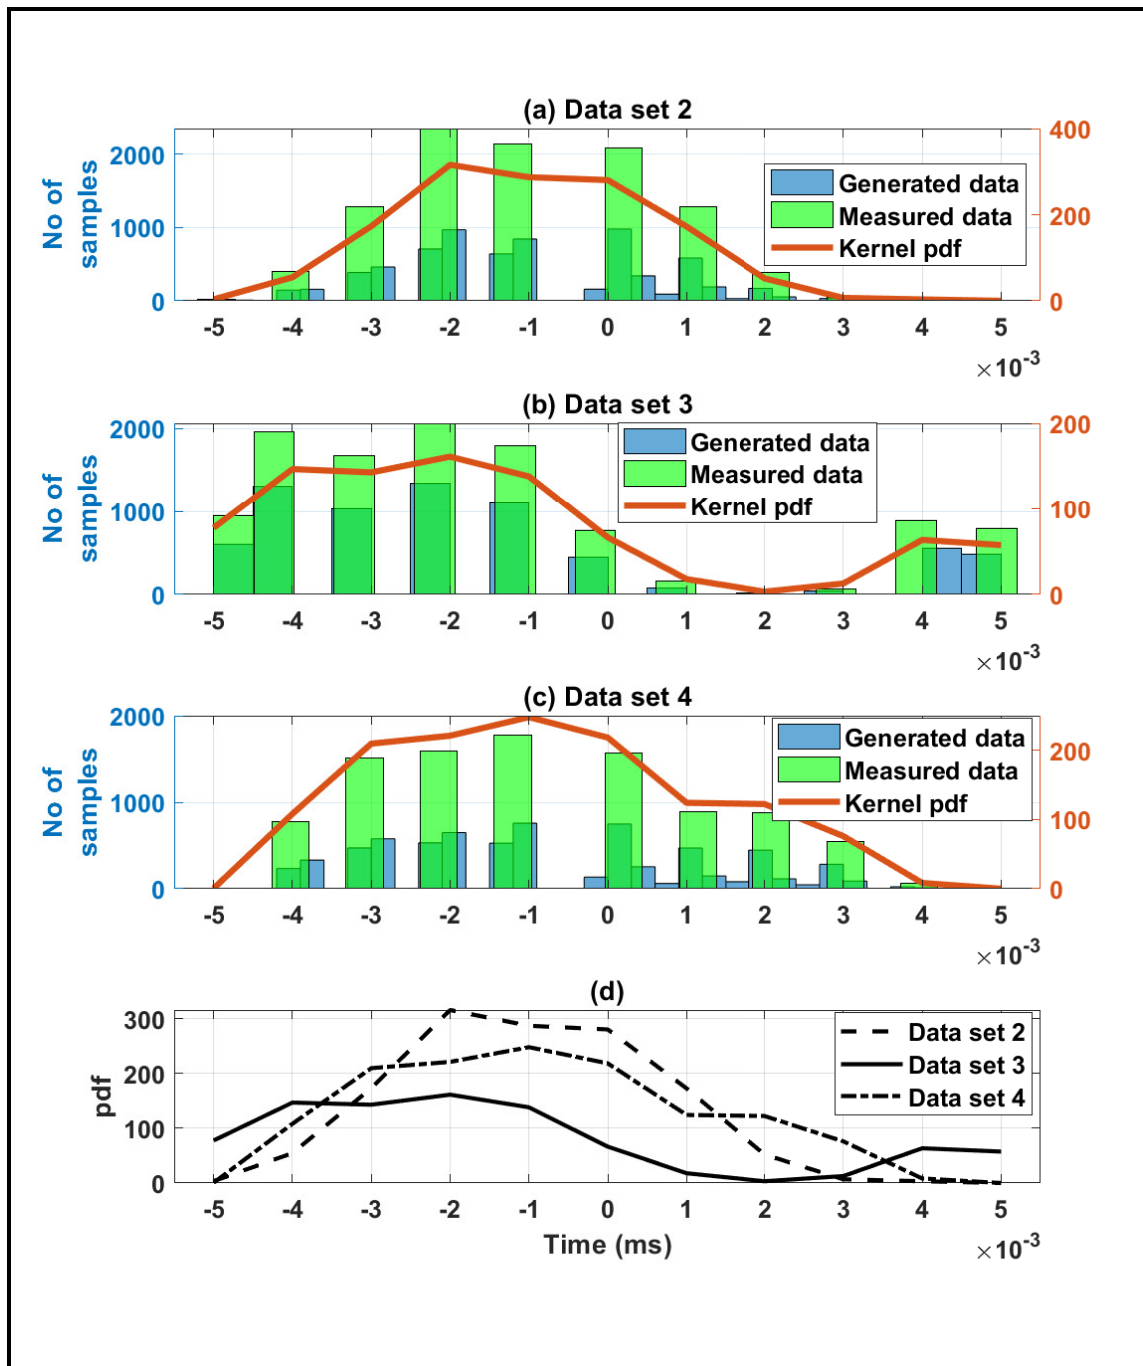 (a) Data set 2
No of
samples
2000
1000
0
400
200
0
Generated data
Measured data
Kernel pdf
-5 -4 -3 -2 -1 0 1 2 3 4 5
×10-3
(b) Data set 3
No of
samples
2000
1000
0
200
100
0
Generated data
Measured data
Kernel pdf
-5 -4 -3 -2 -1 0 1 2 3 4 5
×10-3
(c) Data set 4
No of
samples
2000
1000
0
200
100
0
Generated data
Measured data
Kernel pdf
-5 -4 -3 -2 -1 0 1 2 3 4 5
×10-3
(d)
pdf
300
200
100
0
Data set 2
Data set 3
Data set 4
-5 -4 -3 -2 -1 0 1 2 3 4 5
Time (ms)
×10-3